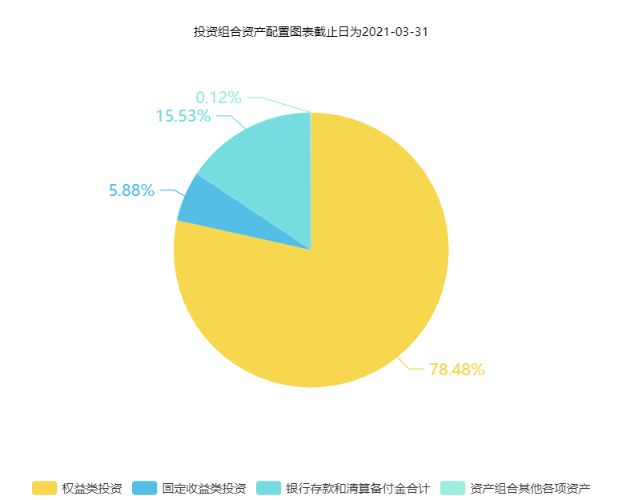 投资组合资产配置图表截止日为2021-03-31
0.12%
15.53%
5.88%
78.48%
权益类投资 固定收益类投资 银行存款和清算备付金合计 资产组合其他各项资产